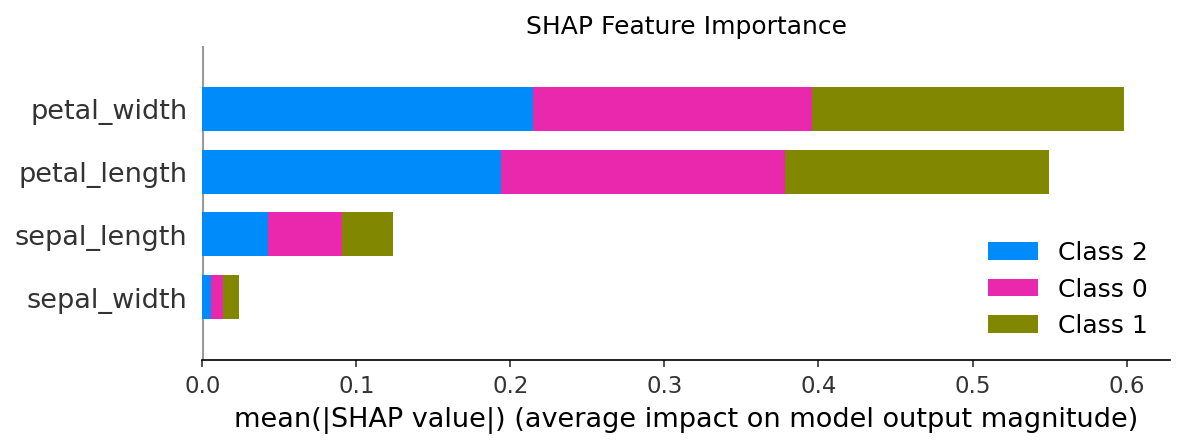 SHAP Feature Importance
petal_width
petal_length
sepal_length
sepal_width
Class 2
Class 0
Class 1
0.0 0.1 0.2 0.3 0.4 0.5 0.6
mean(|SHAP value|) (average impact on model output magnitude)